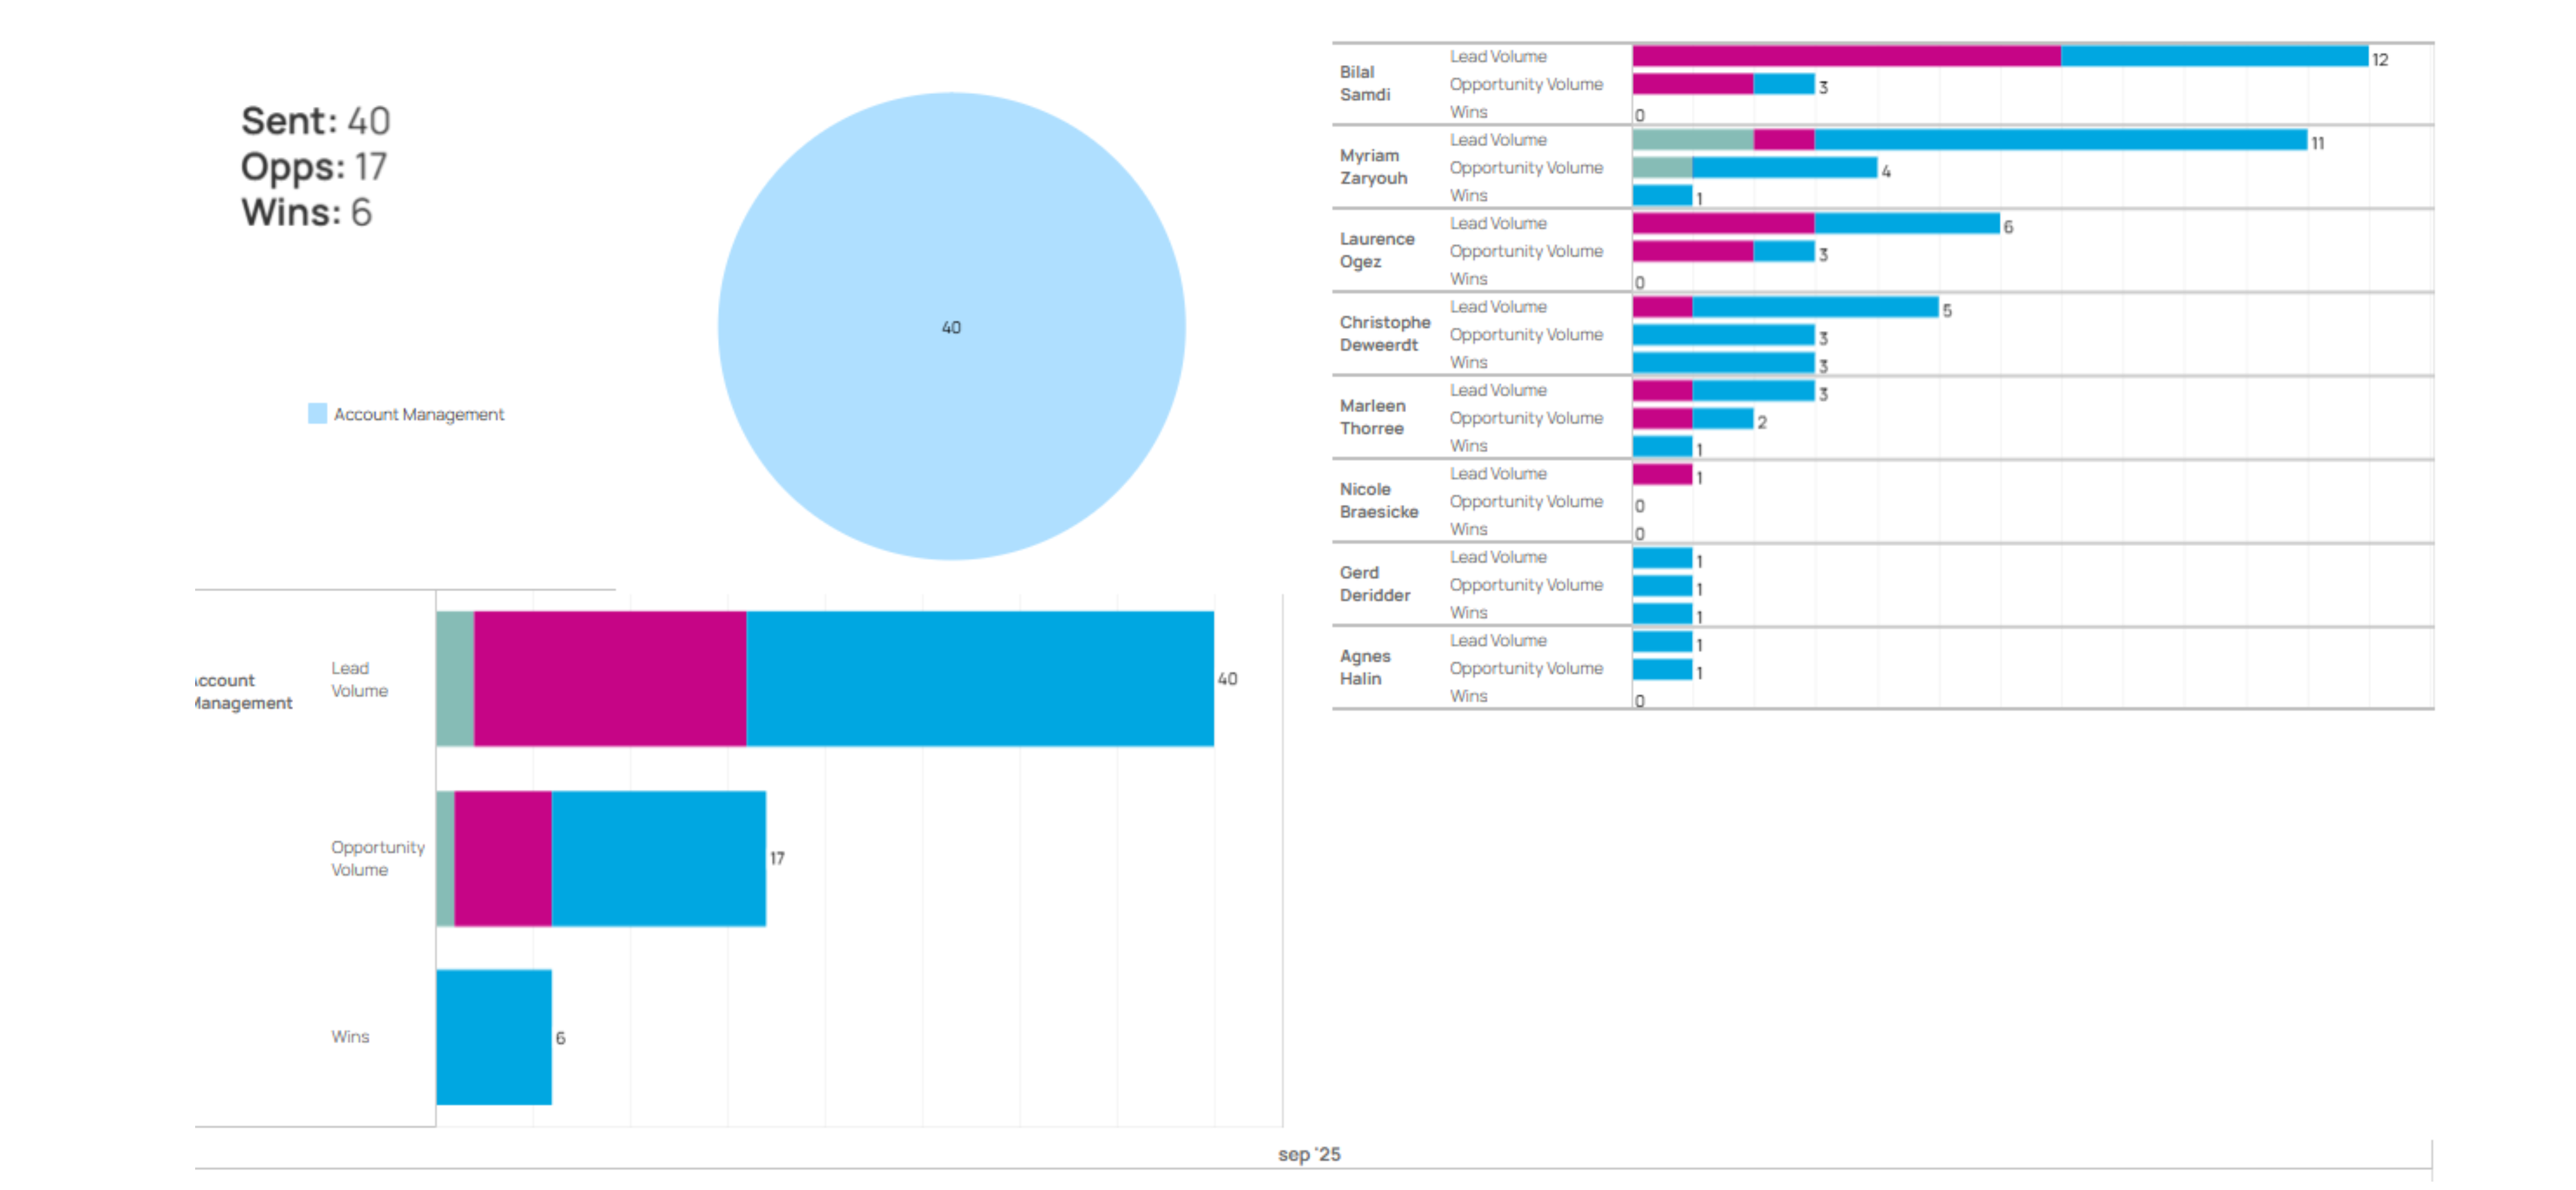 Sent: 40
Opps: 17
Wins: 6
40
Account Management
ccount
Management
Lead
Volume
40
Opportunity
Volume
17
Wins
6
Bilal
Samdi
Lead Volume
12
Opportunity Volume
3
Wins
0
Myriam
Zaryouh
Lead Volume
11
Opportunity Volume
4
Wins
1
Laurence
Ogez
Lead Volume
6
Opportunity Volume
3
Wins
0
Christophe
Deweerdt
Lead Volume
5
Opportunity Volume
3
Wins
3
Marleen
Thorree
Lead Volume
3
Opportunity Volume
2
Wins
1
Nicole
Braesicke
Lead Volume
1
Opportunity Volume
0
Wins
0
Gerd
Deridder
Lead Volume
1
Opportunity Volume
1
Wins
1
Agnes
Halin
Lead Volume
1
Opportunity Volume
1
Wins
0
sep '25